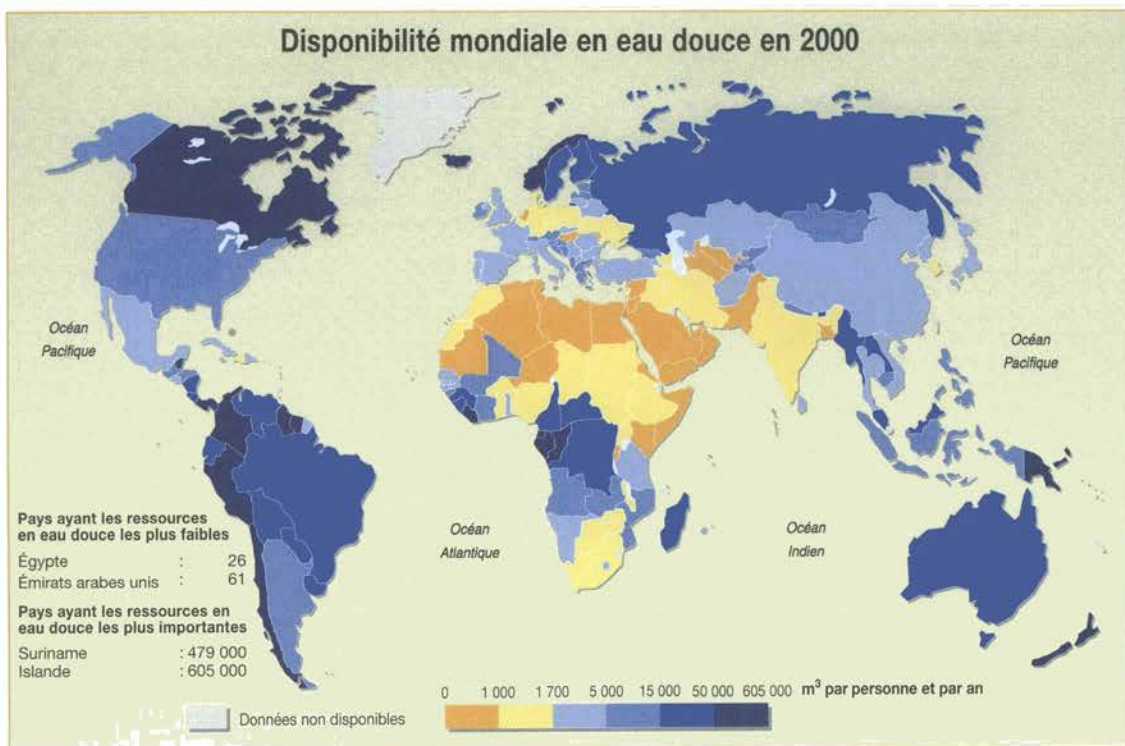 Disponibilité mondiale en eau douce en 2000
Océan
Pacifique
Océan
Pacifique
Océan
Atlantique
Océan
Indien
Pays ayant les ressources
en eau douce les plus faibles
Égypte : 26
Émirats arabes unis : 61
Pays ayant les ressources en
eau douce les plus importantes
Suriname : 479 000
Islande : 605 000
0 1 000 1 700 5 000 15 000 50 000 605 000 m³ par personne et par an
Données non disponibles